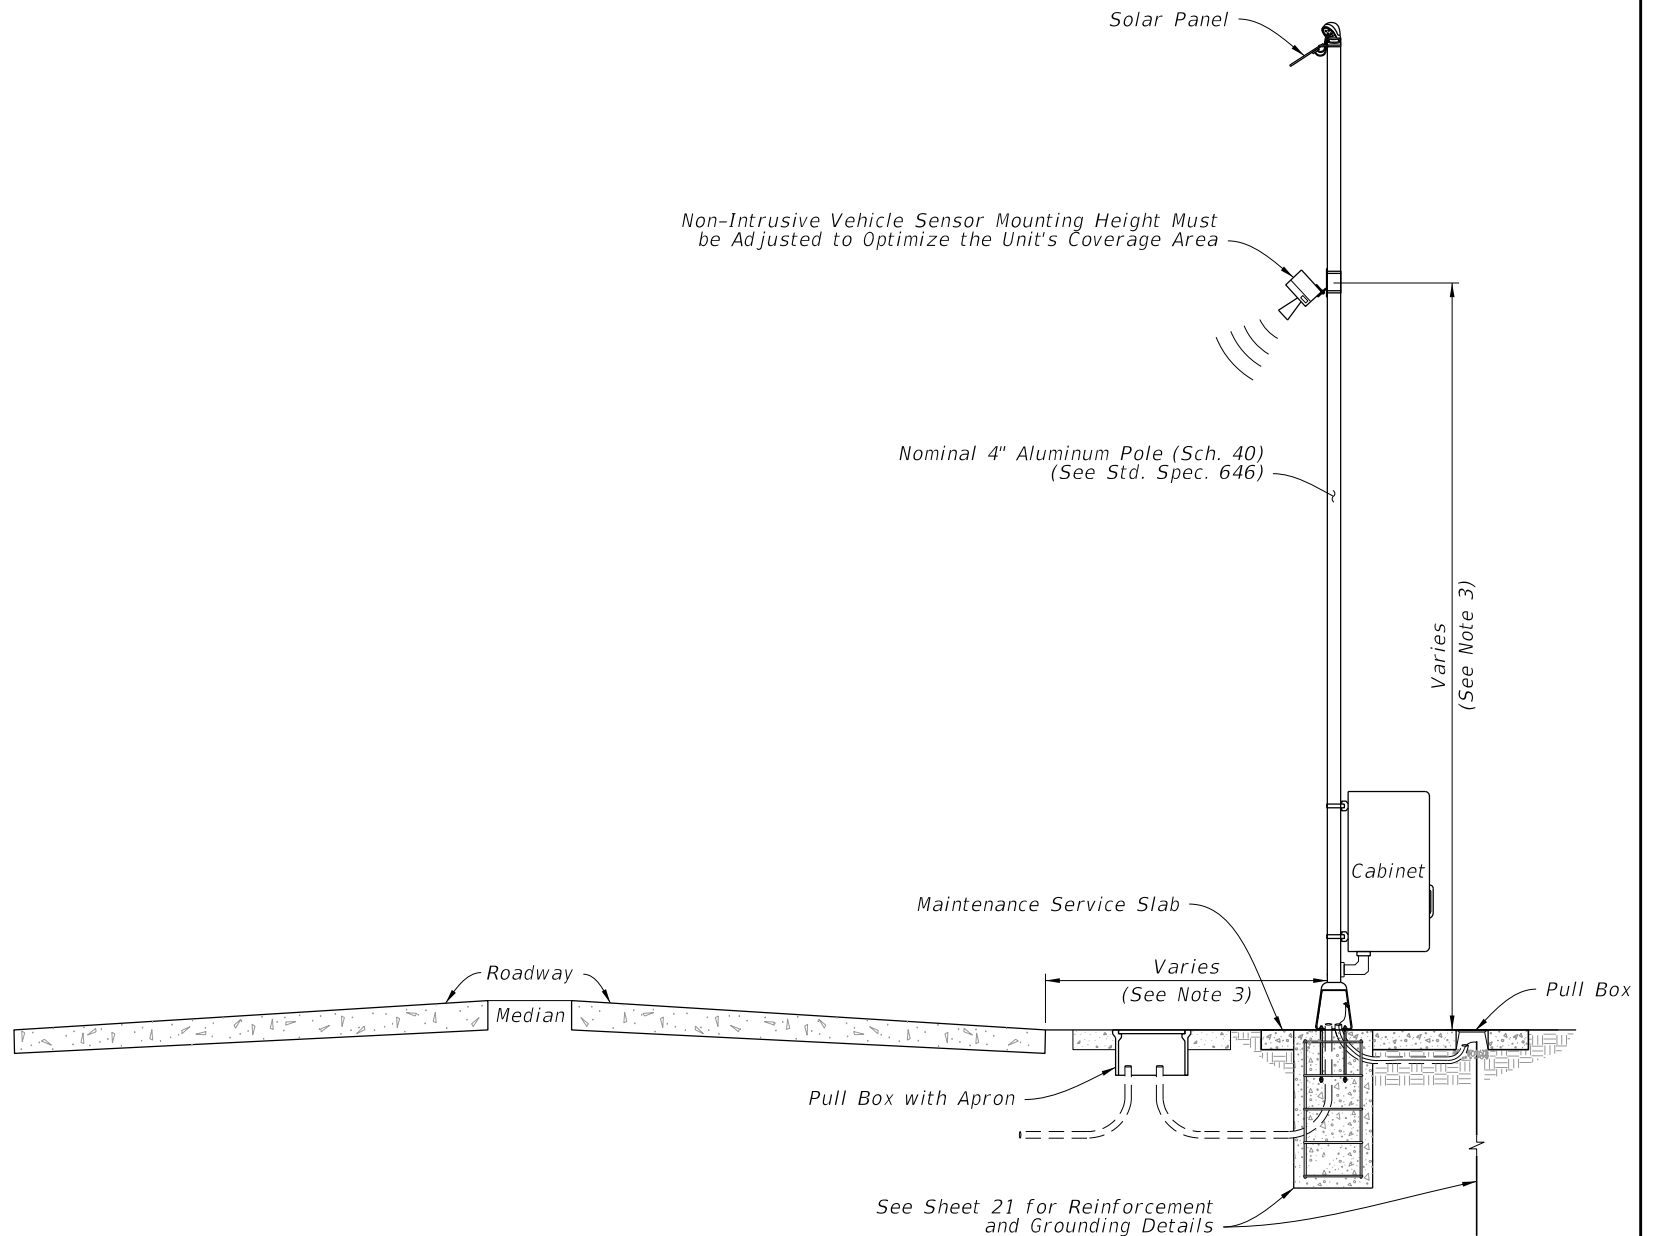 Solar Panel
Non-Intrusive Vehicle Sensor Mounting Height Must
be Adjusted to Optimize the Unit's Coverage Area
Nominal 4" Aluminum Pole (Sch. 40)
(See Std. Spec. 646)
Varies
(See Note 3)
Cabinet
Maintenance Service Slab
Varies
(See Note 3)
Roadway
Median
Pull Box
Pull Box with Apron
See Sheet 21 for Reinforcement
and Grounding Details